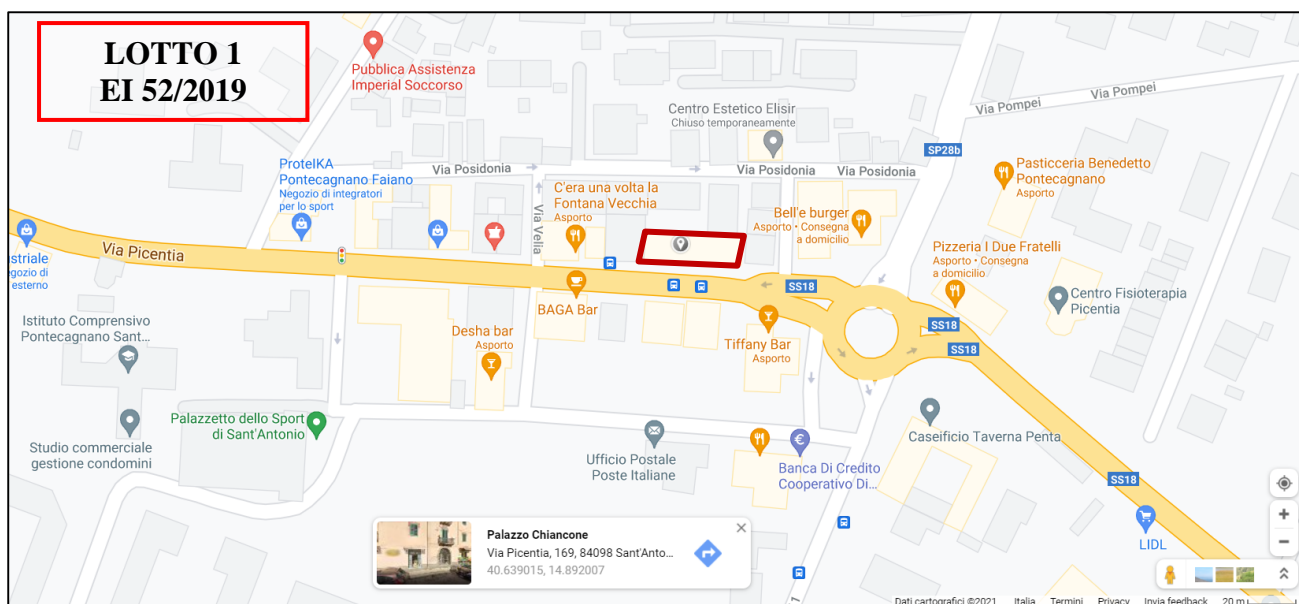 LOTTO 1
EI 52/2019
Pubblica Assistenza
Imperial Soccorso
Centro Estetico Elisir
Chiuso temporaneamente
Via Pompei
Via Pompei
SP28b
ProteIKA
Pontecagnano Faiano
Negozio di integratori
per lo sport
Via Posidonia
Via Posidonia
Via Posidonia
Pasticceria Benedetto
Pontecagnano
Asporto
C'era una volta la
Fontana Vecchia
Asporto
Via Velia
Bell'e burger
Asporto • Consegna
a domicilio
Via Picentia
ustriale
egozio di
esterno
Pizzeria I Due Fratelli
Asporto • Consegna
a domicilio
SS18
Centro Fisioterapia
Picentia
BAGA Bar
Istituto Comprensivo
Pontecagnano Sant...
Desha bar
Asporto
Tiffany Bar
Asporto
SS18
SS18
Palazzetto dello Sport
di Sant'Antonio
Studio commerciale
gestione condomini
Ufficio Postale
Poste Italiane
Banca Di Credito
Cooperativo Di...
Caseificio Taverna Penta
SS18
LIDL
Palazzo Chiancone
Via Picentia, 169, 84098 Sant'Anto...
40.639015, 14.892007
Dati cartografici ©2021 Italia Termini Privacy Invia feedback 20 m